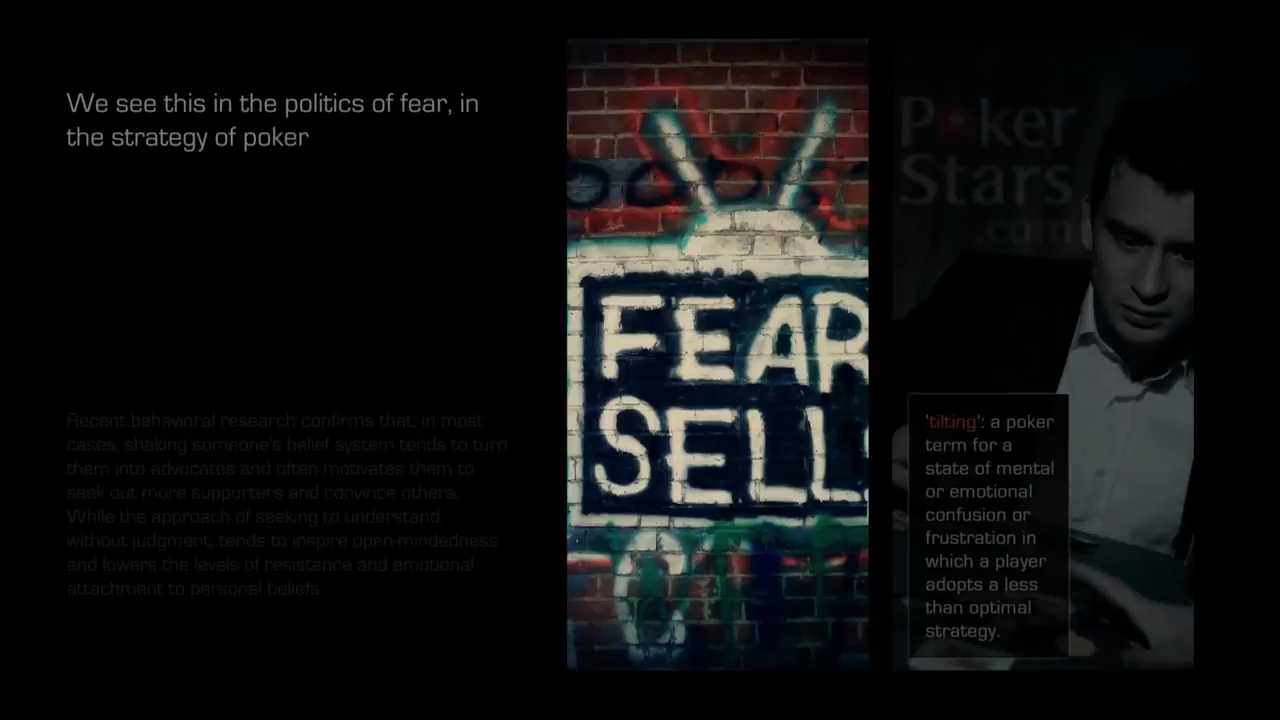 We see this in the politics of fear, in
the strategy of poker
Recent behavioral research confirms that, in most
cases, shaking someone's belief system tends to turn
them into advocates and often motivates them to
seek out more supporters and convince others.
While the approach of seeking to understand
without judgment, tends to inspire open-mindedness
and lowers the levels of resistance and emotional
attachment to personal beliefs.
FEAR
SELLS
Poker
Stars
.com
'tilting': a poker
term for a
state of mental
or emotional
confusion or
frustration in
which a player
adopts a less
than optimal
strategy.